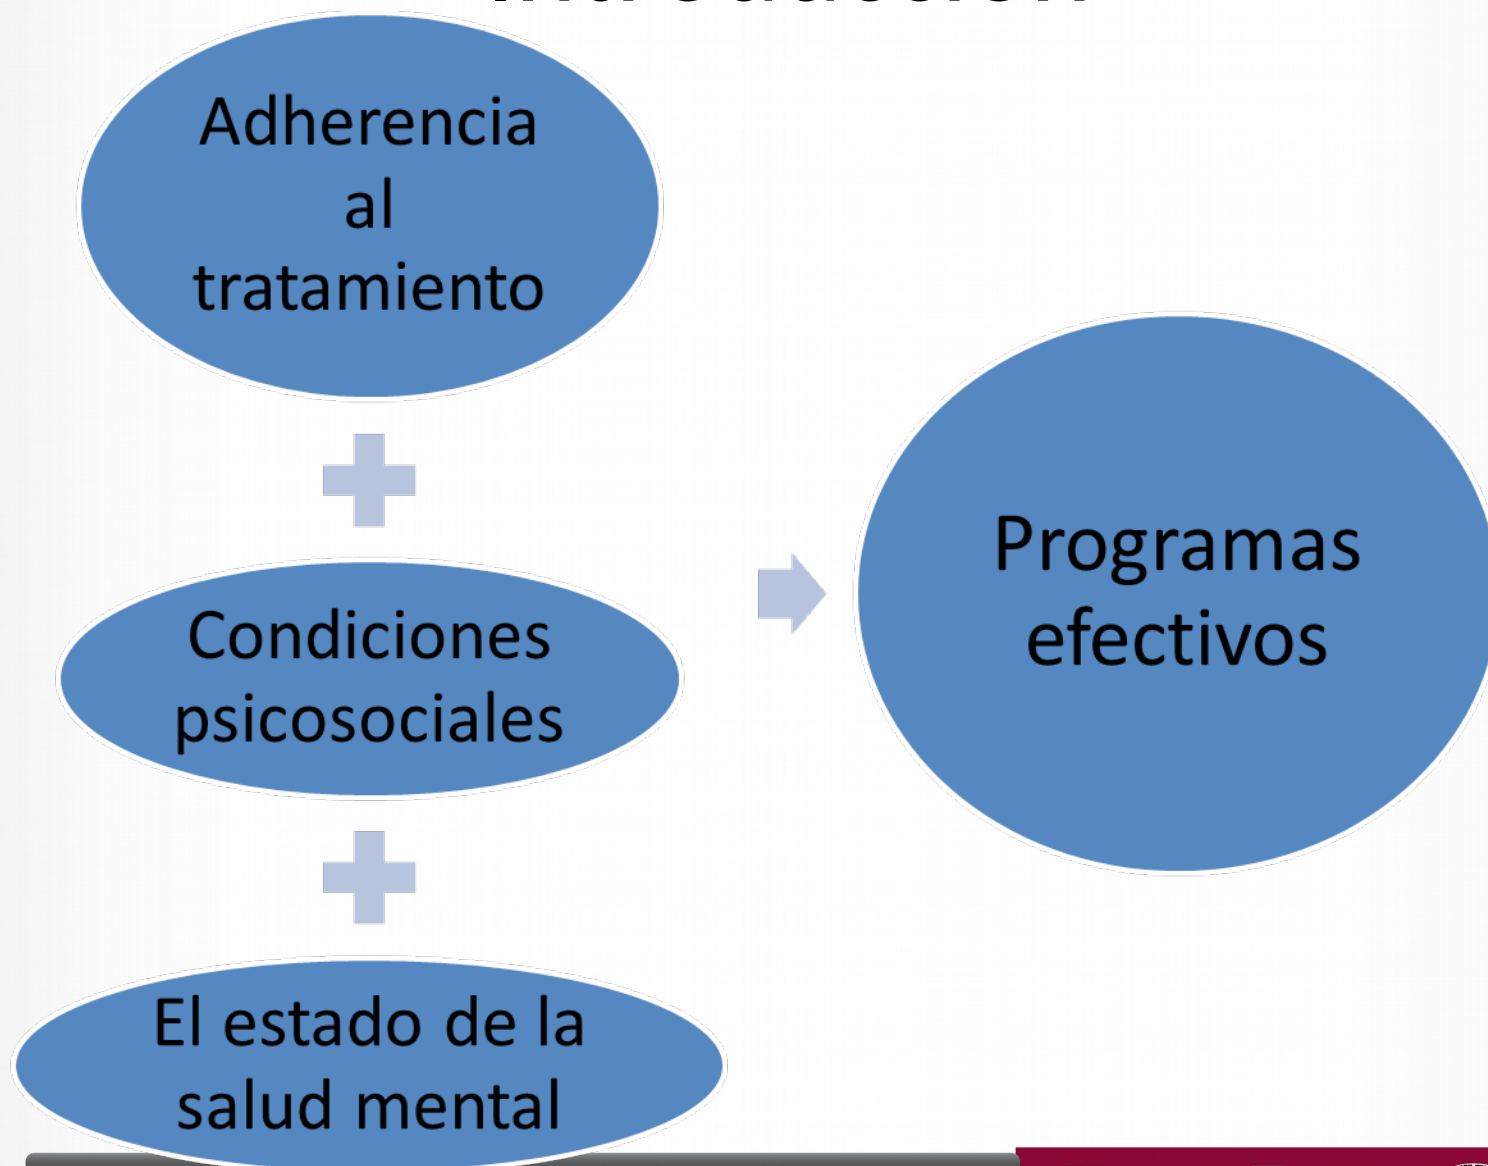 Adherencia
al
tratamiento
Condiciones
psicosociales
El estado de la
salud mental
Programas
efectivos